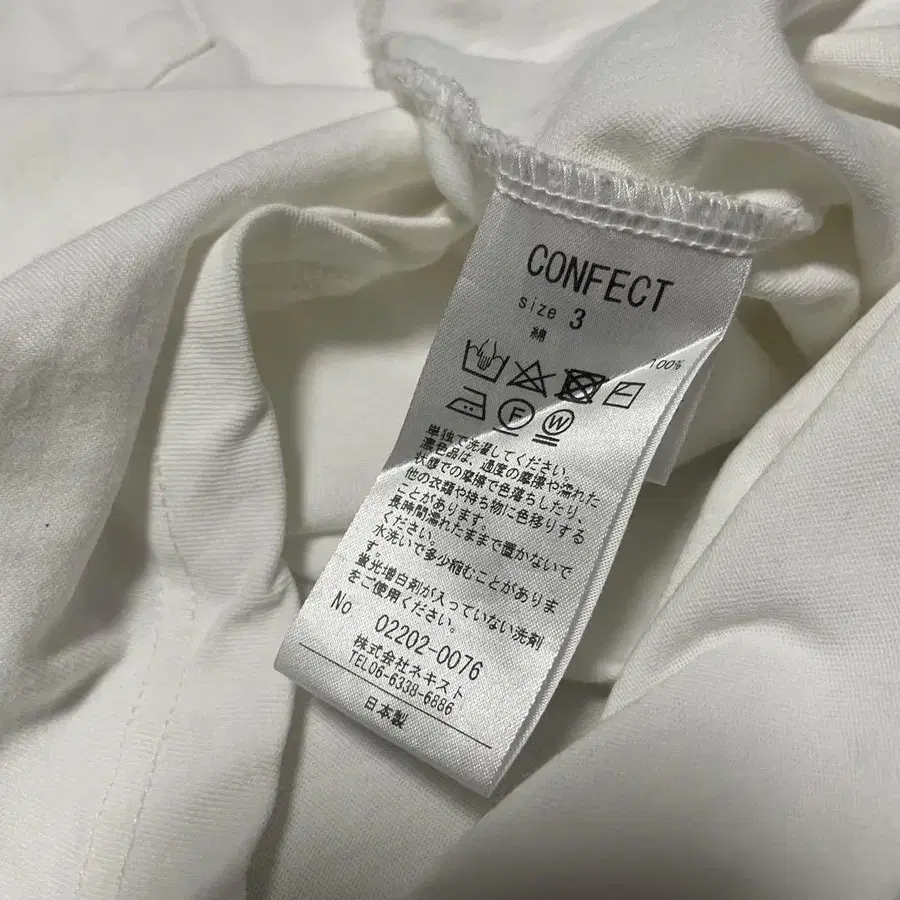 CONFECT
size 3
綿 100%
F W
単独で洗濯してください。
濃色品は、過度の摩擦や濡れた
状態での摩擦で色落ちしたり、
他の衣類や持ち物に色移りする
ことがあります。
長時間濡れたままで置かないで
ください。
水洗いで多少縮むことがありま
す。
蛍光増白剤が入っていない洗剤
をご使用ください。
No 02202-0076
株式会社ネキスト
TEL06-6338-6886
日本製